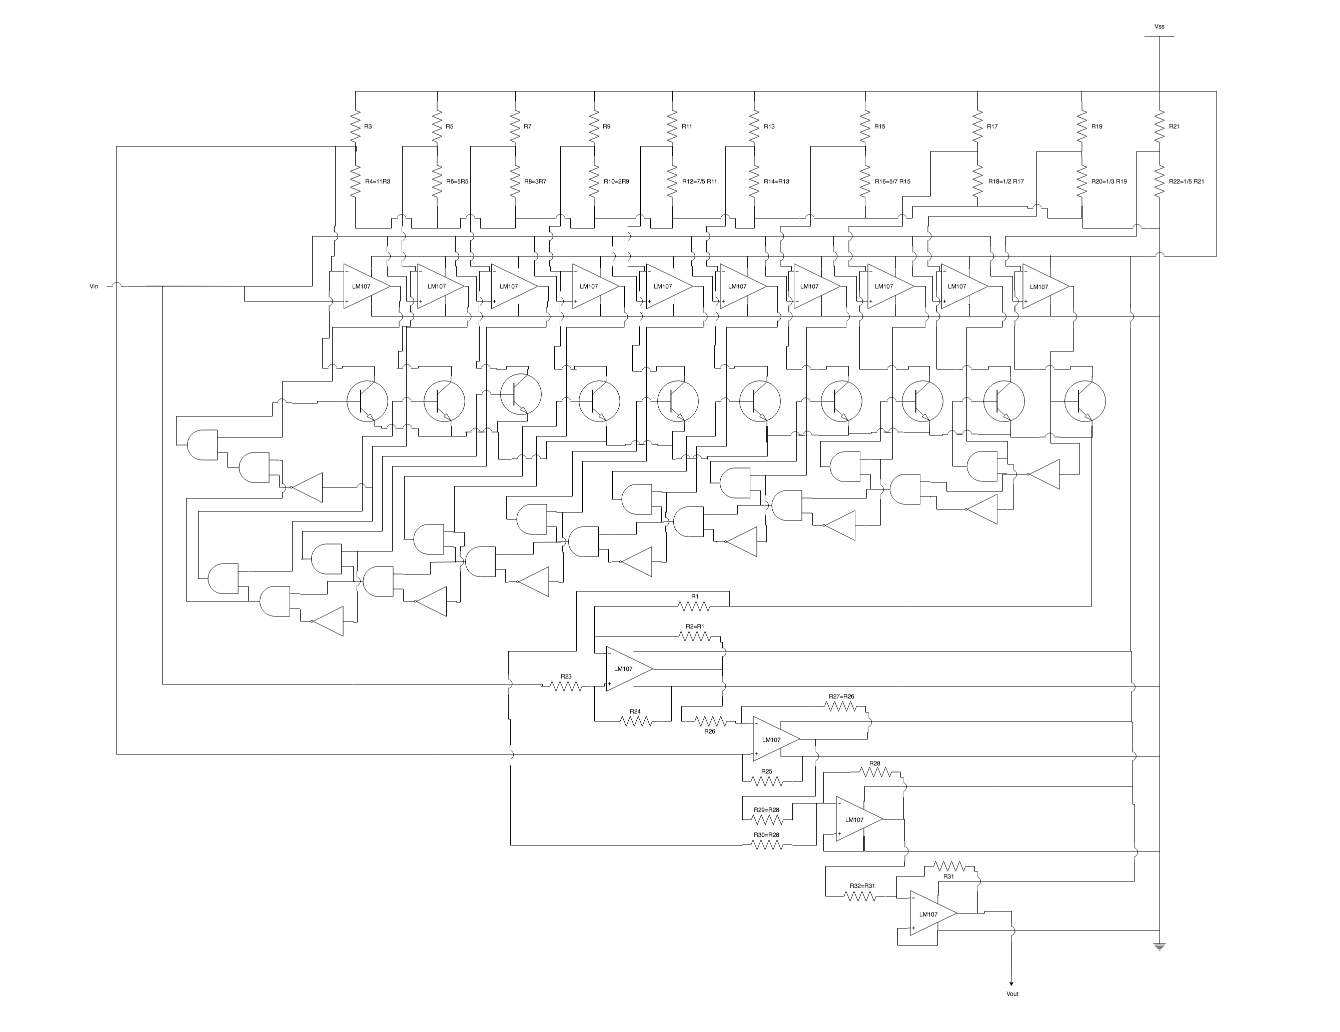 Vss
R3
R5
R7
R9
R11
R13
R15
R17
R19
R21
R4=11R3
R6=5R5
R8=3R7
R10=2R9
R12=7/5 R11
R14=R13
R16=5/7 R15
R18=1/2 R17
R20=1/3 R19
R22=1/5 R21
Vin
LM107
LM107
LM107
LM107
LM107
LM107
LM107
LM107
LM107
LM107
R1
R2=R1
LM107
R23
R24
R27=R26
R26
LM107
R25
R28
R29=R28
LM107
R30=R28
R31
R32=R31
LM107
Vout